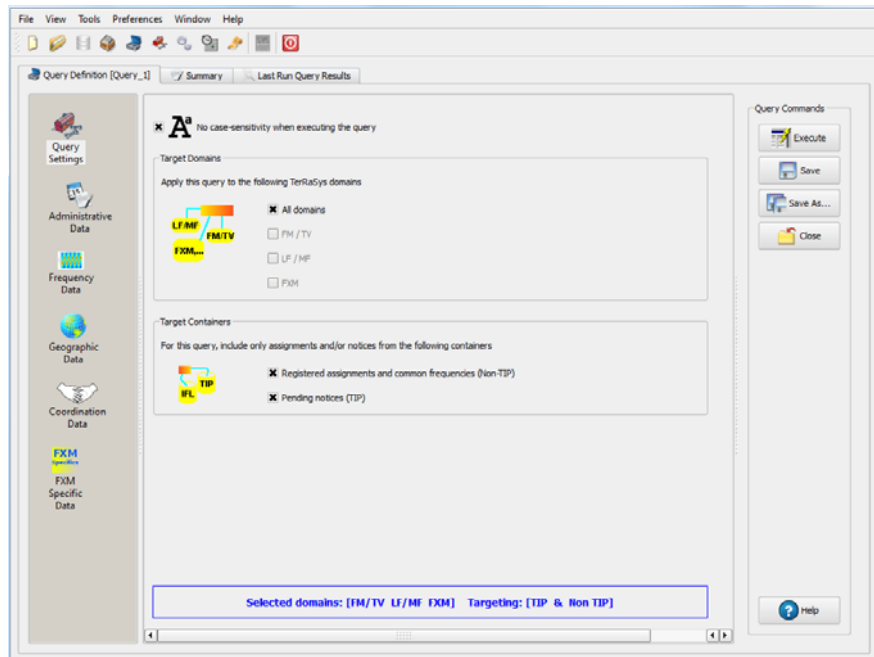 File View Tools Preferences Window Help
Query Definition [Query_1] Summary Last Run Query Results
Query
Settings
Administrative
Data
Frequency
Data
Geographic
Data
Coordination
Data
FXM
Specifics
FXM
Specific
Data
Aa No case-sensitivity when executing the query
Target Domains
Apply this query to the following TerRaSys domains
LF/MF
FM/TV
FXM,...
All domains
FM / TV
LF / MF
FXM
Target Containers
For this query, include only assignments and/or notices from the following containers
TIP
IFL
Registered assignments and common frequencies (Non-TIP)
Pending notices (TIP)
Selected domains: [FM/TV LF/MF FXM] Targeting: [TIP & Non TIP]
Query Commands
Execute
Save
Save As...
Close
Help